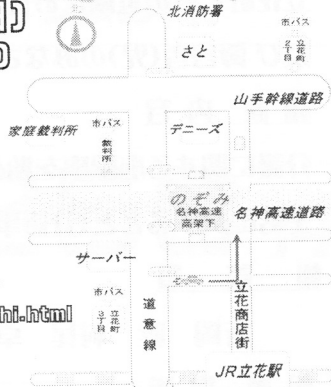 北
北消防署
市バス 立花町2丁目
さと
山手幹線道路
家庭裁判所
市バス 裁判所
デニーズ
のぞみ
名神高速高架下
名神高速道路
サーバー
市バス 立花町3丁目
道意線
立花商店街
hi.html
JR立花駅